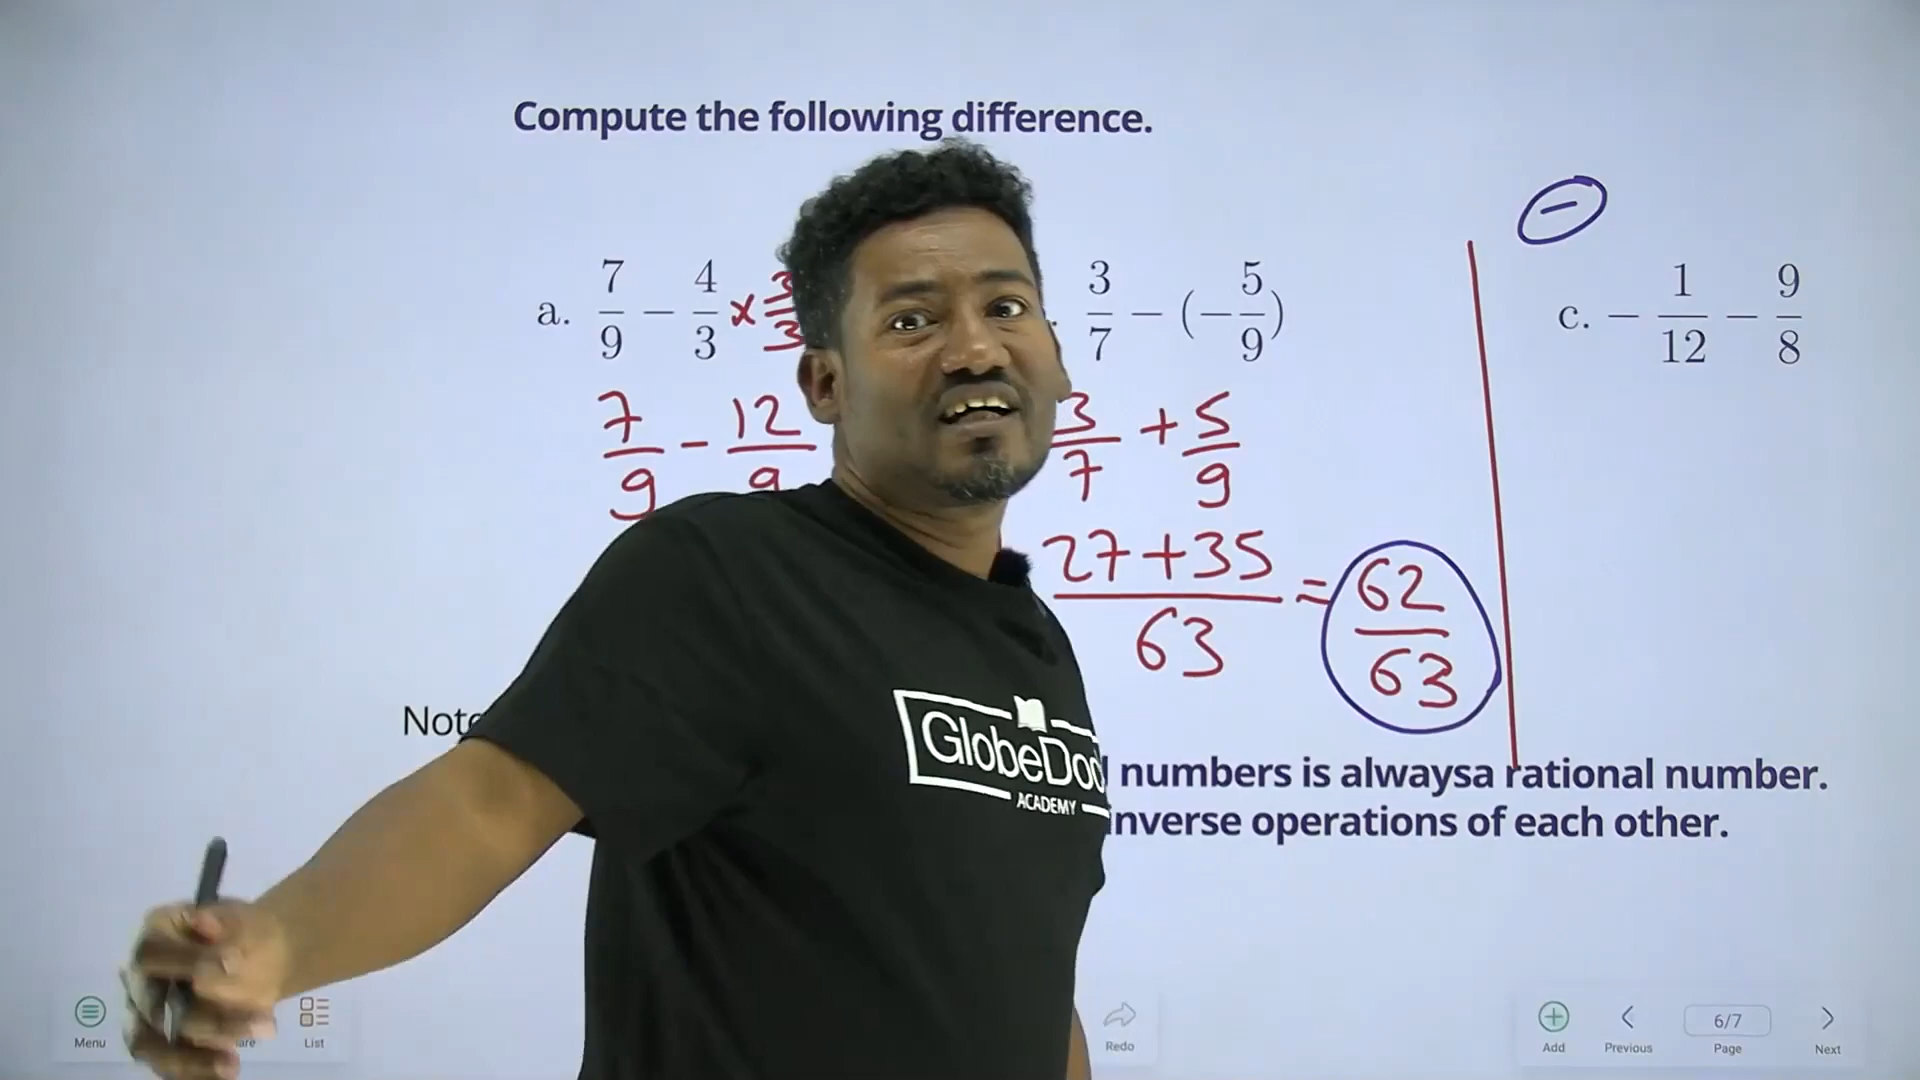 Compute the following difference.
−
a. 7/9 − 4/3 × 3/3
3/7 − (−5/9)
c. − 1/12 − 9/8
7/9 − 12/9
3/7 + 5/9
27 + 35 / 63 = 62/63
numbers is alwaysa rational number.
inverse operations of each other.
GlobeDoc
ACADEMY
Menu
List
Redo
Add
Previous
6/7
Page
Next